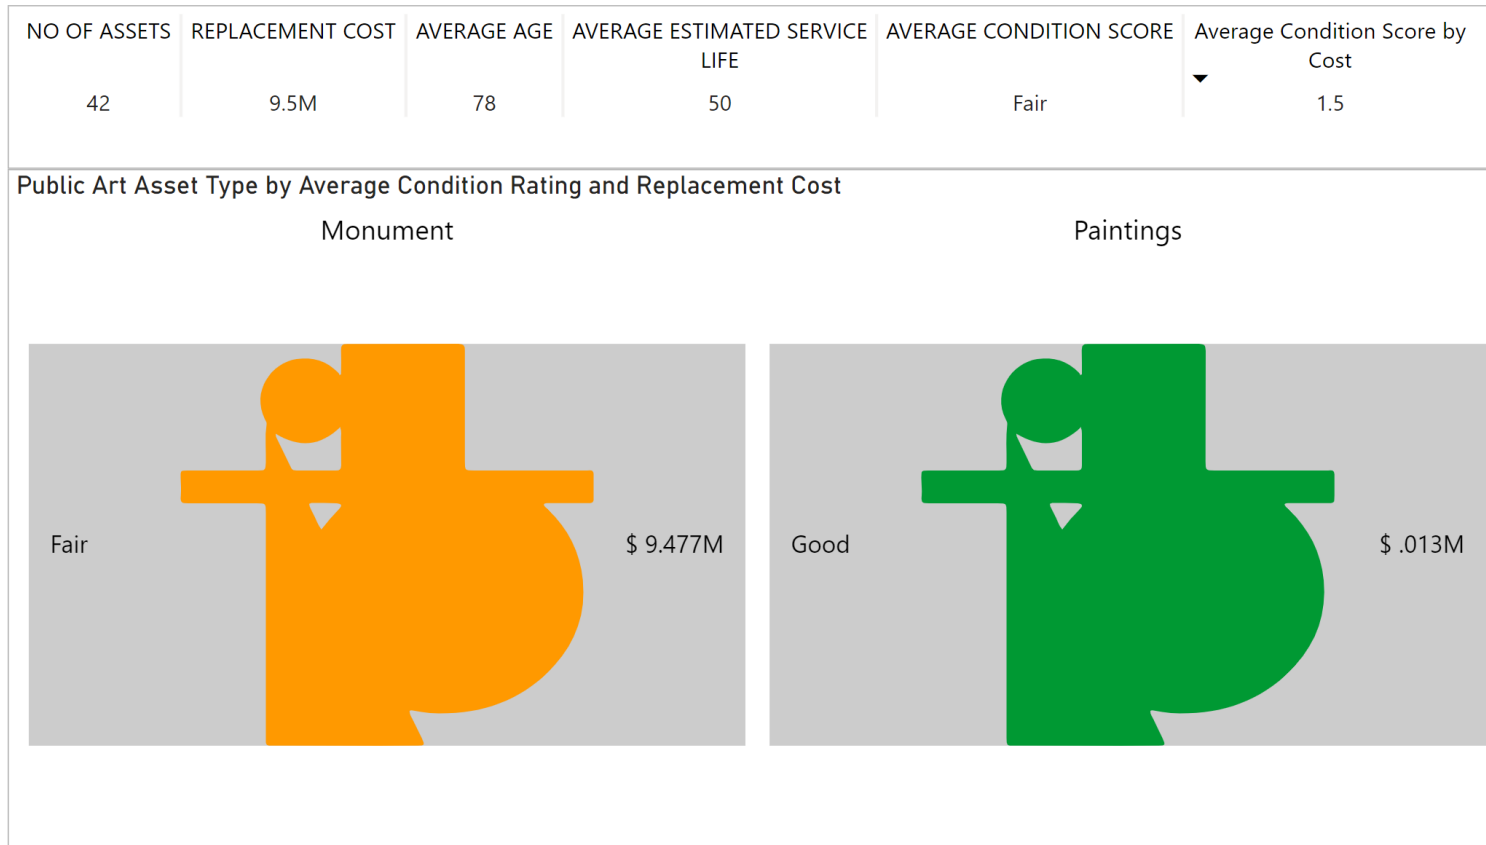 NO OF ASSETS REPLACEMENT COST AVERAGE AGE AVERAGE ESTIMATED SERVICE LIFE AVERAGE CONDITION SCORE Average Condition Score by Cost
42 9.5M 78 50 Fair 1.5
Public Art Asset Type by Average Condition Rating and Replacement Cost
Monument Paintings
Fair $ 9.477M Good $ .013M